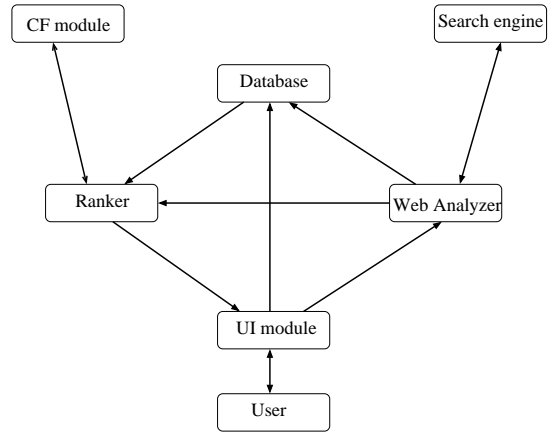 CF module
Search engine
Database
Ranker
Web Analyzer
UI module
User